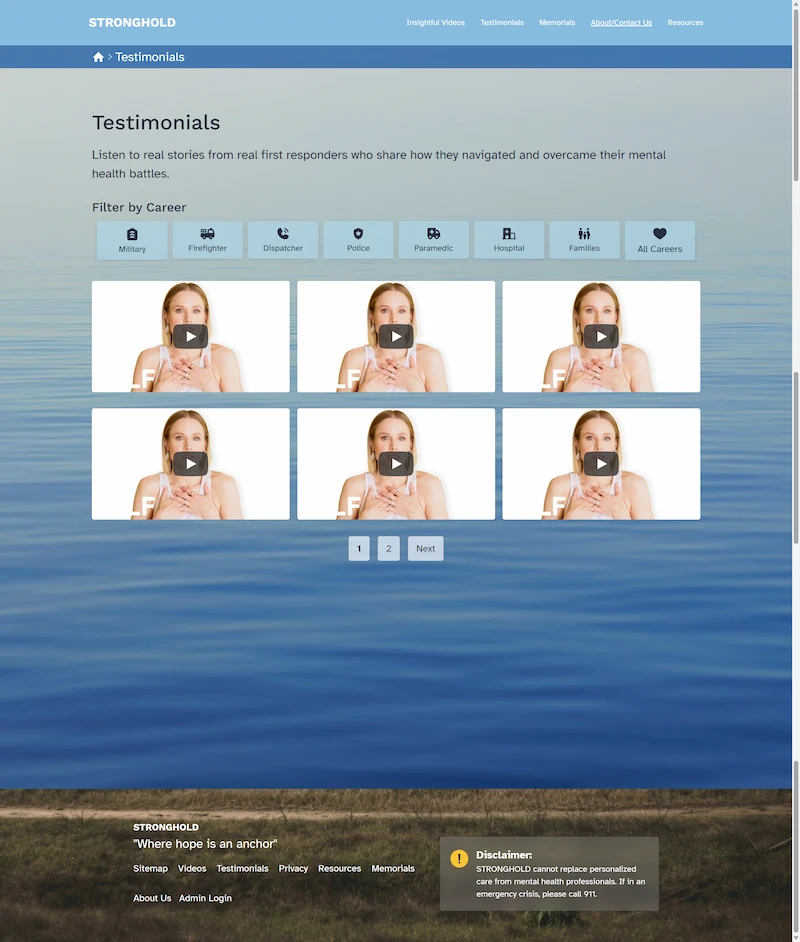 STRONGHOLD
Insightful Videos Testimonials Memorials About/Contact Us Resources
Testimonials
Testimonials
Listen to real stories from real first responders who share how they navigated and overcame their mental
health battles.
Filter by Career
Military Firefighter Dispatcher Police Paramedic Hospital Families All Careers
LF LF LF
LF LF LF
1 2 Next
STRONGHOLD
"Where hope is an anchor"
Sitemap Videos Testimonials Privacy Resources Memorials
About Us Admin Login
Disclaimer:
STRONGHOLD cannot replace personalized
care from mental health professionals. If in an
emergency crisis, please call 911.